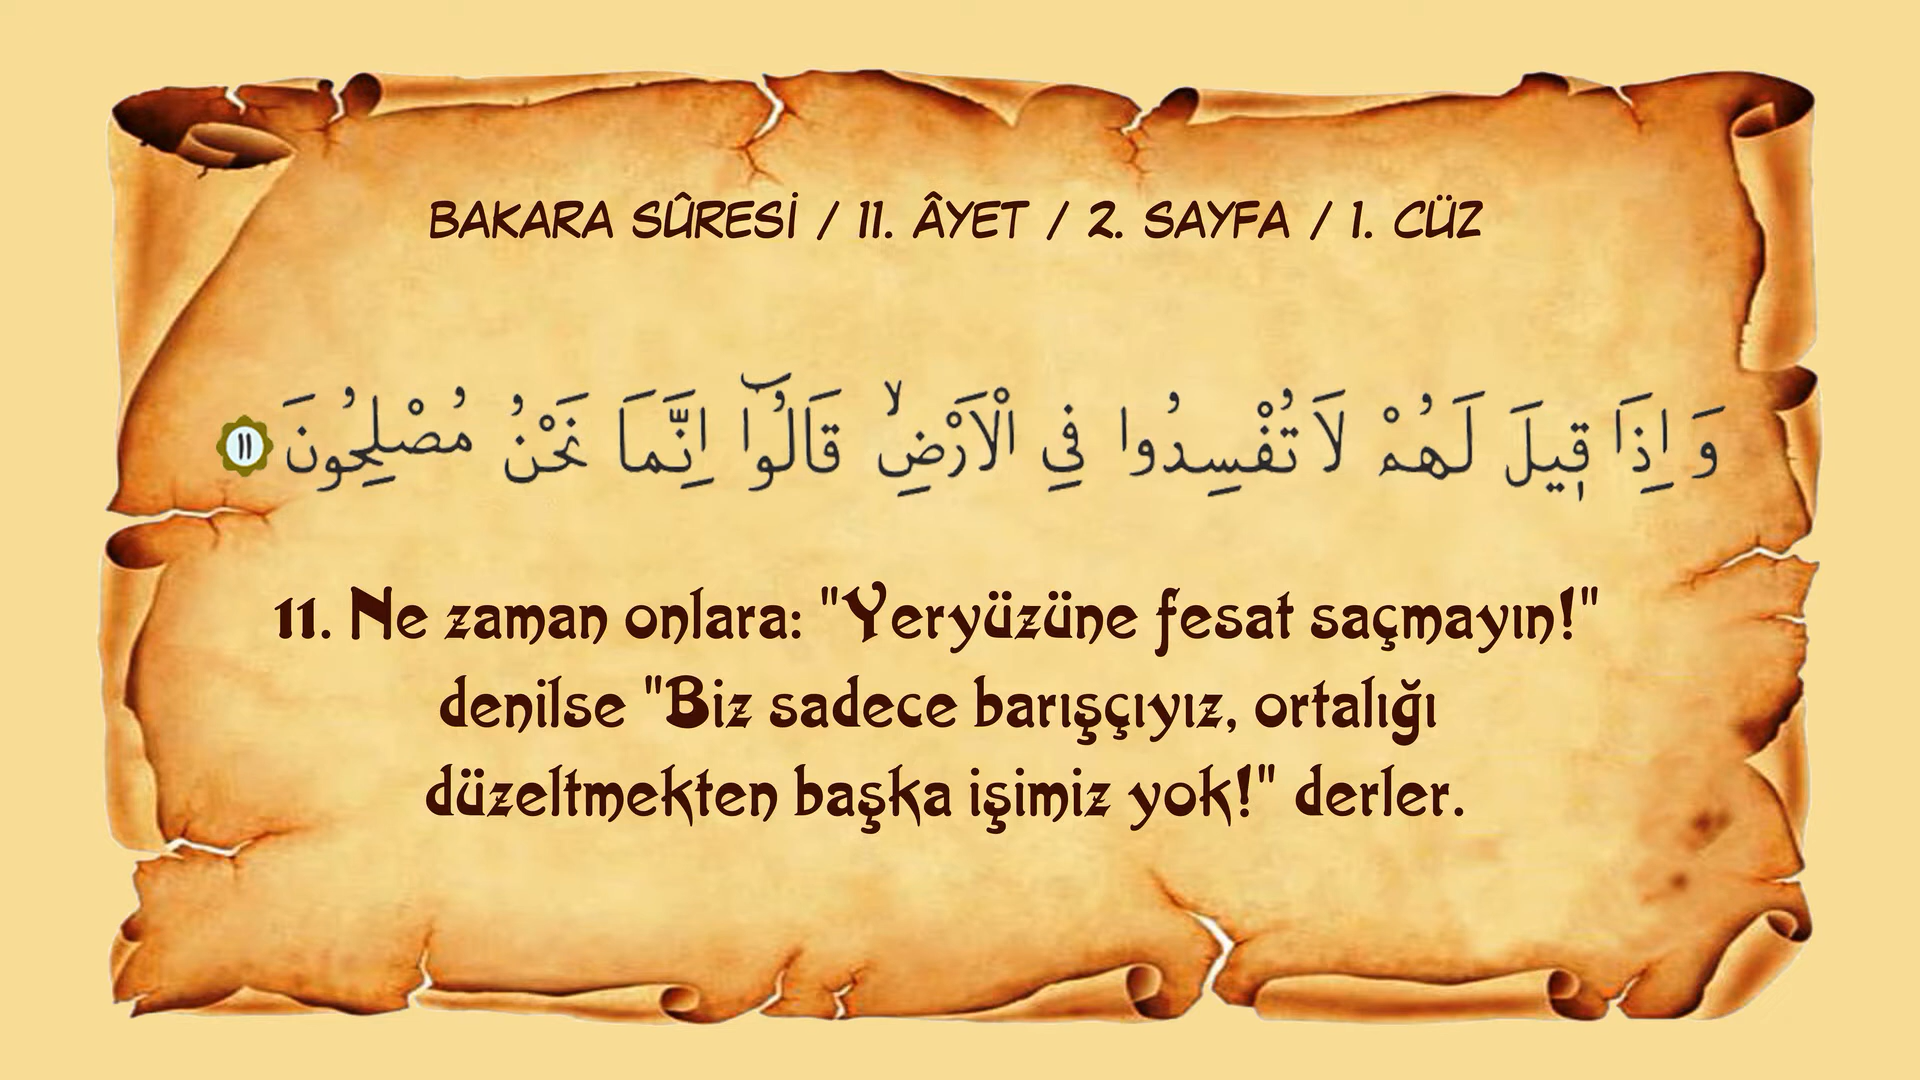 BAKARA SÛRESİ / 11. ÂYET / 2. SAYFA / 1. CÜZ
وَاِذَا قٖيلَ لَهُمْ لَا تُفْسِدُوا فِي الْاَرْضِۙ قَالُٓوا اِنَّمَا نَحْنُ مُصْلِحُونَ ١١
11. Ne zaman onlara: "Yeryüzüne fesat saçmayın!"
denilse "Biz sadece barışçıyız, ortalığı
düzeltmekten başka işimiz yok!" derler.